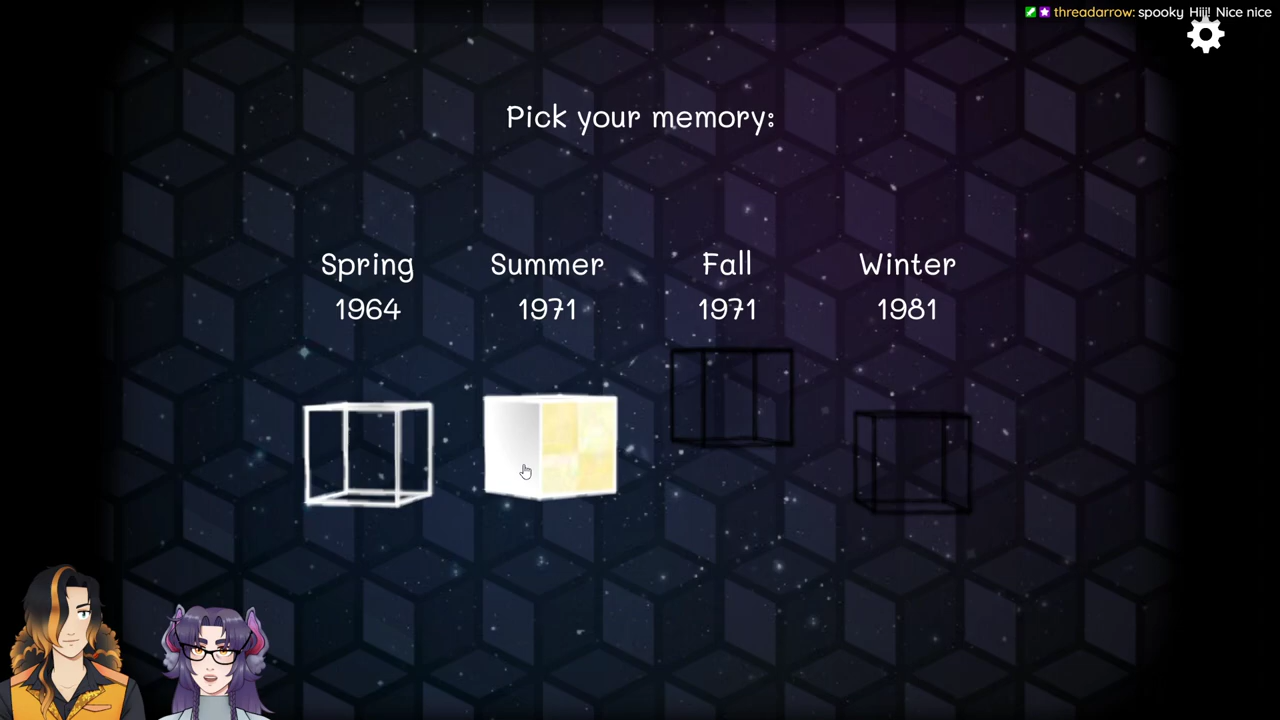 threadarrow: spooky Hiii! Nice nice
Pick your memory:
Spring Summer Fall Winter
1964 1971 1971 1981